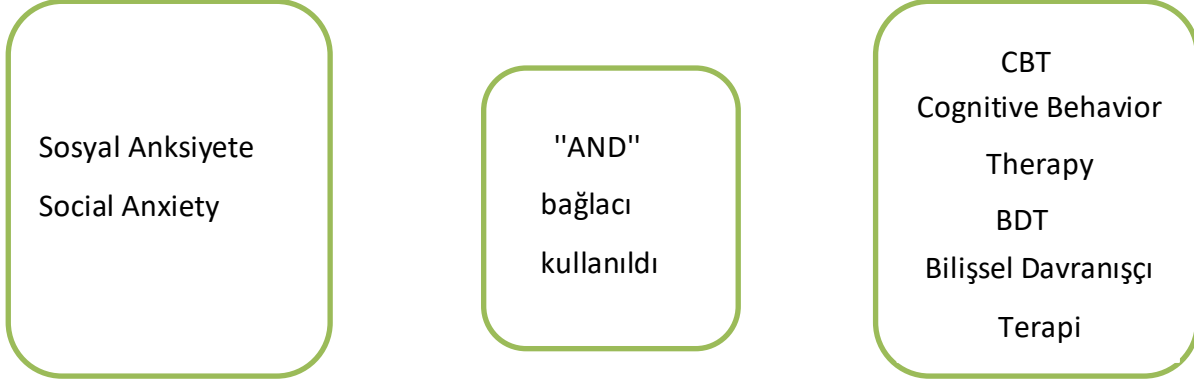 Sosyal Anksiyete
Social Anxiety
"AND"
bağlacı
kullanıldı
CBT
Cognitive Behavior
Therapy
BDT
Bilişsel Davranışçı
Terapi